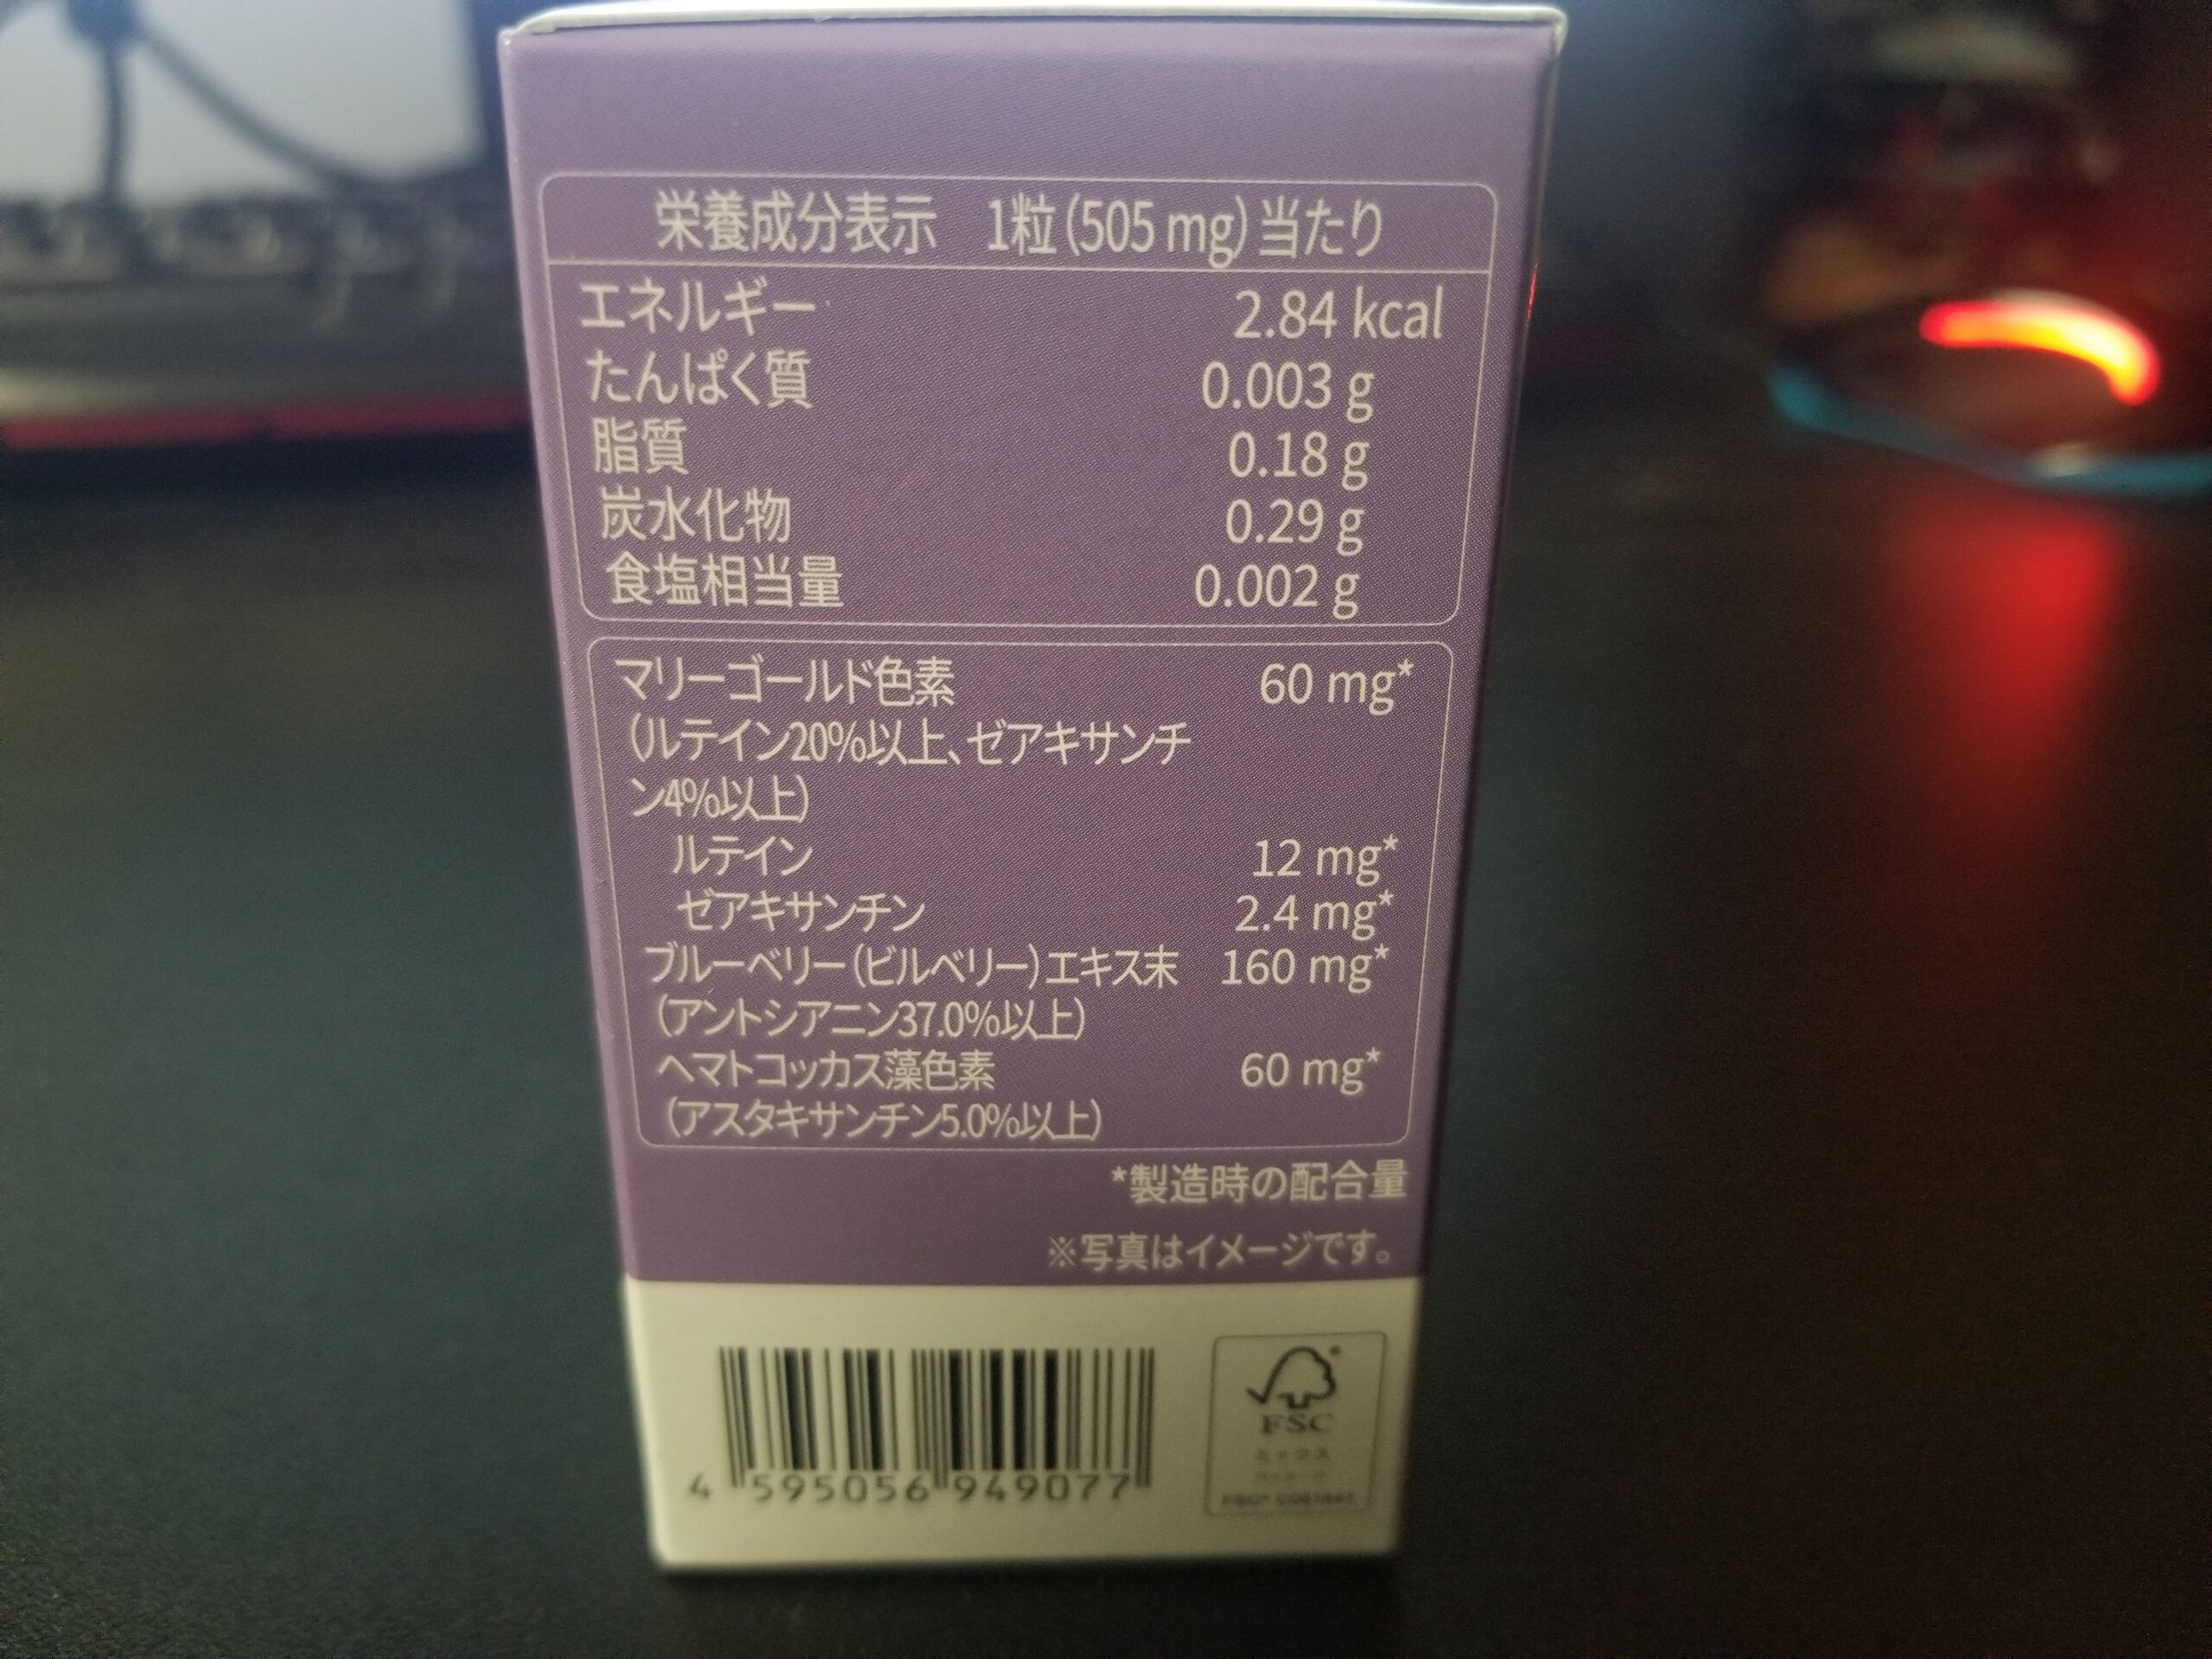 栄養成分表示 1粒(505 mg)当たり
エネルギー 2.84 kcal
たんぱく質 0.003 g
脂質 0.18 g
炭水化物 0.29 g
食塩相当量 0.002 g
マリーゴールド色素 60 mg*
(ルテイン20%以上、ゼアキサンチ
ン4%以上)
ルテイン 12 mg*
ゼアキサンチン 2.4 mg*
ブルーベリー(ビルベリー)エキス末 160 mg*
(アントシアニン37.0%以上)
ヘマトコッカス藻色素 60 mg*
(アスタキサンチン5.0%以上)
*製造時の配合量
※写真はイメージです。
4 595056 949077
FSC
ミックス